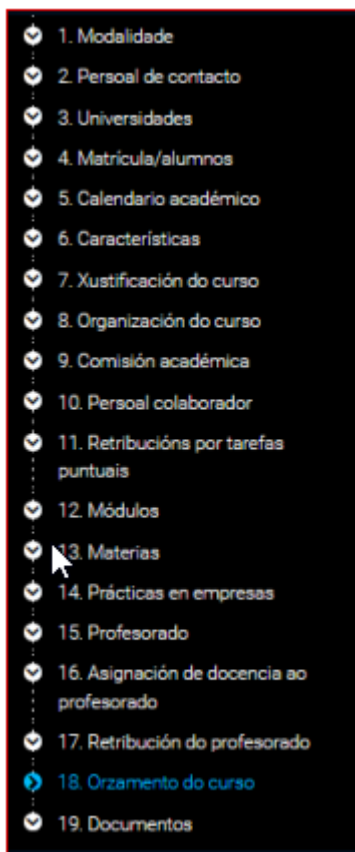 1. Modalidade
2. Persoal de contacto
3. Universidades
4. Matrícula/alumnos
5. Calendario académico
6. Características
7. Xustificación do curso
8. Organización do curso
9. Comisión académica
10. Persoal colaborador
11. Retribucións por tarefas
puntuais
12. Módulos
13. Materias
14. Prácticas en empresas
15. Profesorado
16. Asignación de docencia ao
profesorado
17. Retribución do profesorado
18. Orzamento do curso
19. Documentos